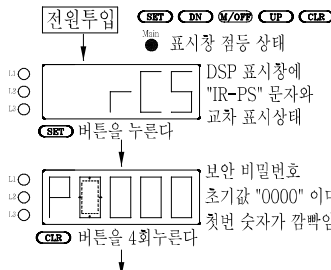 전원투입
SET DN M/OFF UP CLR
Main
표시창 점등 상태
L1
L2
L3
rCS
DSP 표시창에
"IR-PS" 문자와
교차 표시상태
SET 버튼을 누른다
L1
L2
L3
P0000
보안 비밀번호
초기값 "0000" 이다
첫번 숫자가 깜빡임
CLR 버튼을 4회누른다